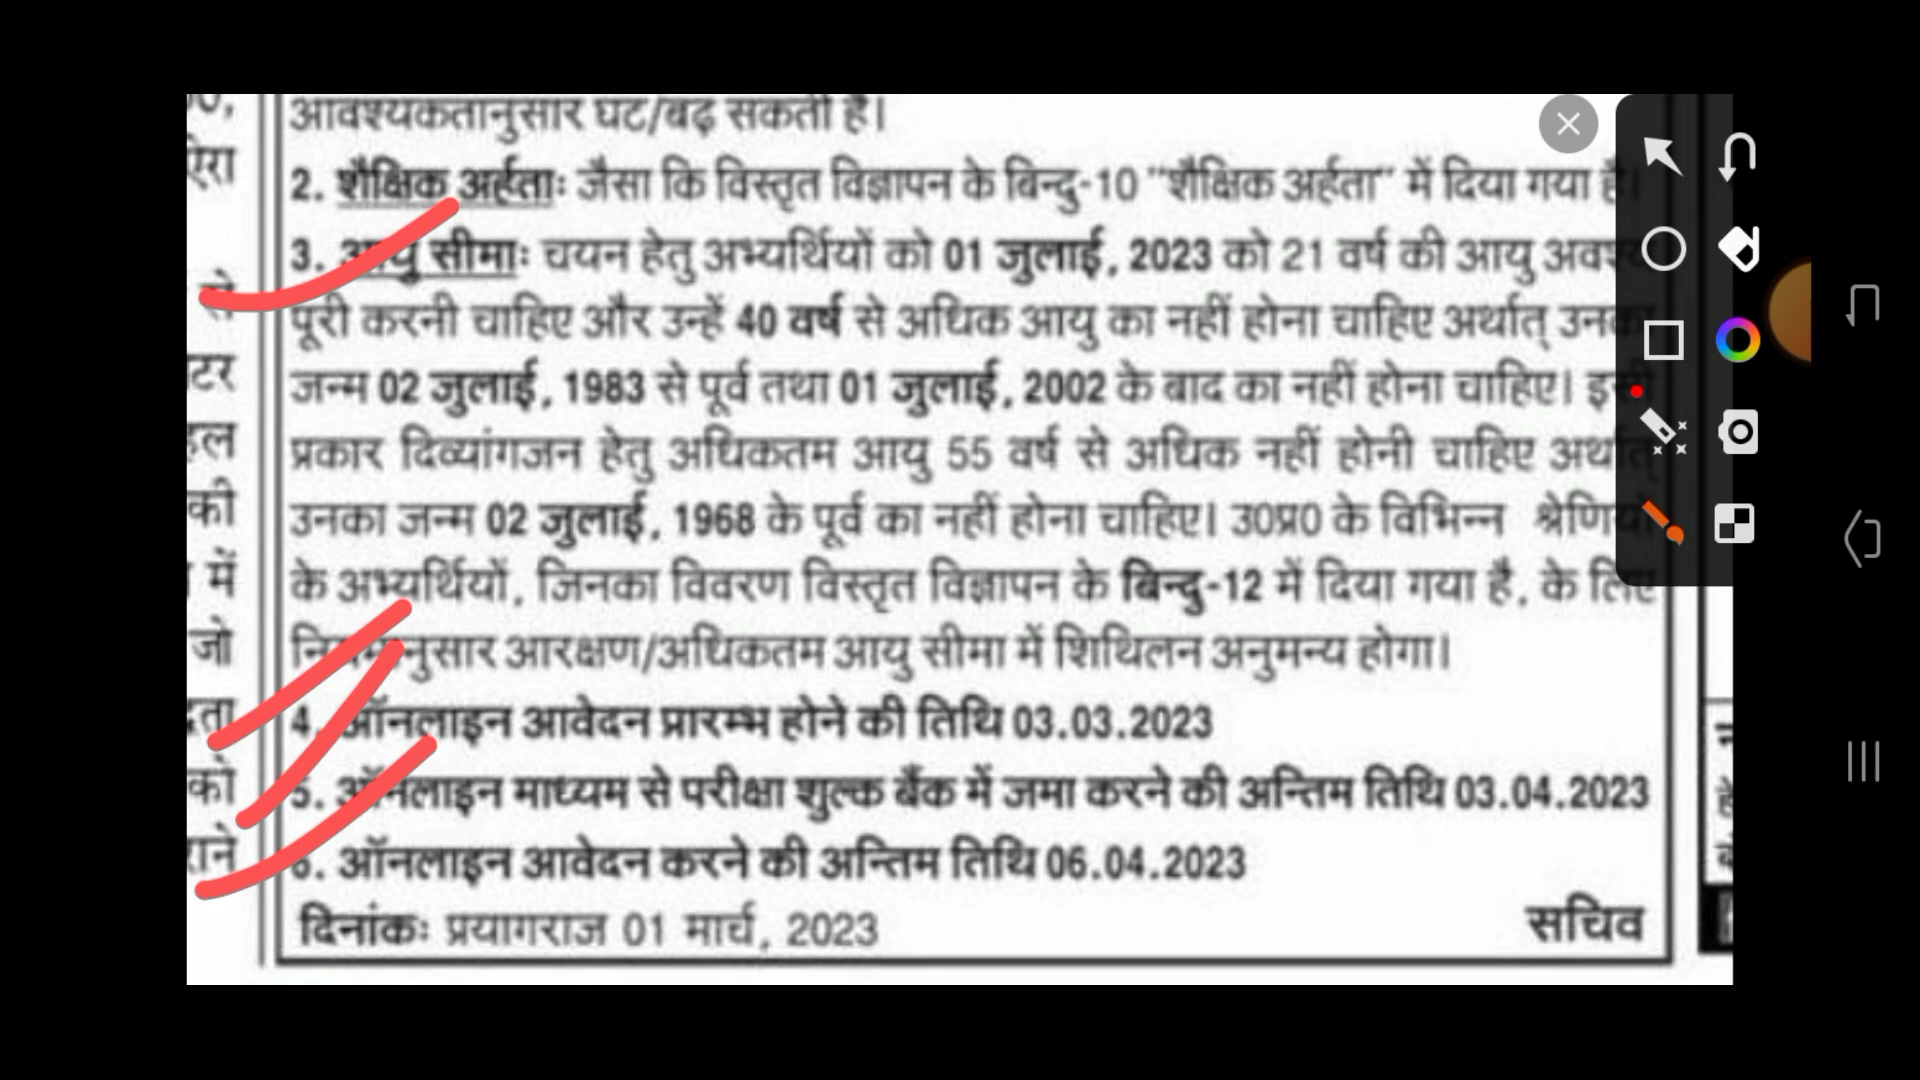 आवश्यकतानुसार घट/बढ़ सकती है।
2. शैक्षिक अर्हताः जैसा कि विस्तृत विज्ञापन के बिन्दु-10 "शैक्षिक अर्हता" में दिया गया है।
ऐरा
3. आयु सीमाः चयन हेतु अभ्यर्थियों को 01 जुलाई, 2023 को 21 वर्ष की आयु अवश्य
से
पूरी करनी चाहिए और उन्हें 40 वर्ष से अधिक आयु का नहीं होना चाहिए अर्थात् उनका
टर
जन्म 02 जुलाई, 1983 से पूर्व तथा 01 जुलाई, 2002 के बाद का नहीं होना चाहिए। इसी
हल
प्रकार दिव्यांगजन हेतु अधिकतम आयु 55 वर्ष से अधिक नहीं होनी चाहिए अर्थात्
की
उनका जन्म 02 जुलाई, 1968 के पूर्व का नहीं होना चाहिए। उ0प्र0 के विभिन्न श्रेणियों
में
के अभ्यर्थियों, जिनका विवरण विस्तृत विज्ञापन के बिन्दु-12 में दिया गया है, के लिए
जो
नियमानुसार आरक्षण/अधिकतम आयु सीमा में शिथिलन अनुमन्य होगा।
4. ऑनलाइन आवेदन प्रारम्भ होने की तिथि 03.03.2023
को
5. ऑनलाइन माध्यम से परीक्षा शुल्क बैंक में जमा करने की अन्तिम तिथि 03.04.2023
राने
6. ऑनलाइन आवेदन करने की अन्तिम तिथि 06.04.2023
दिनांकः प्रयागराज 01 मार्च, 2023
सचिव